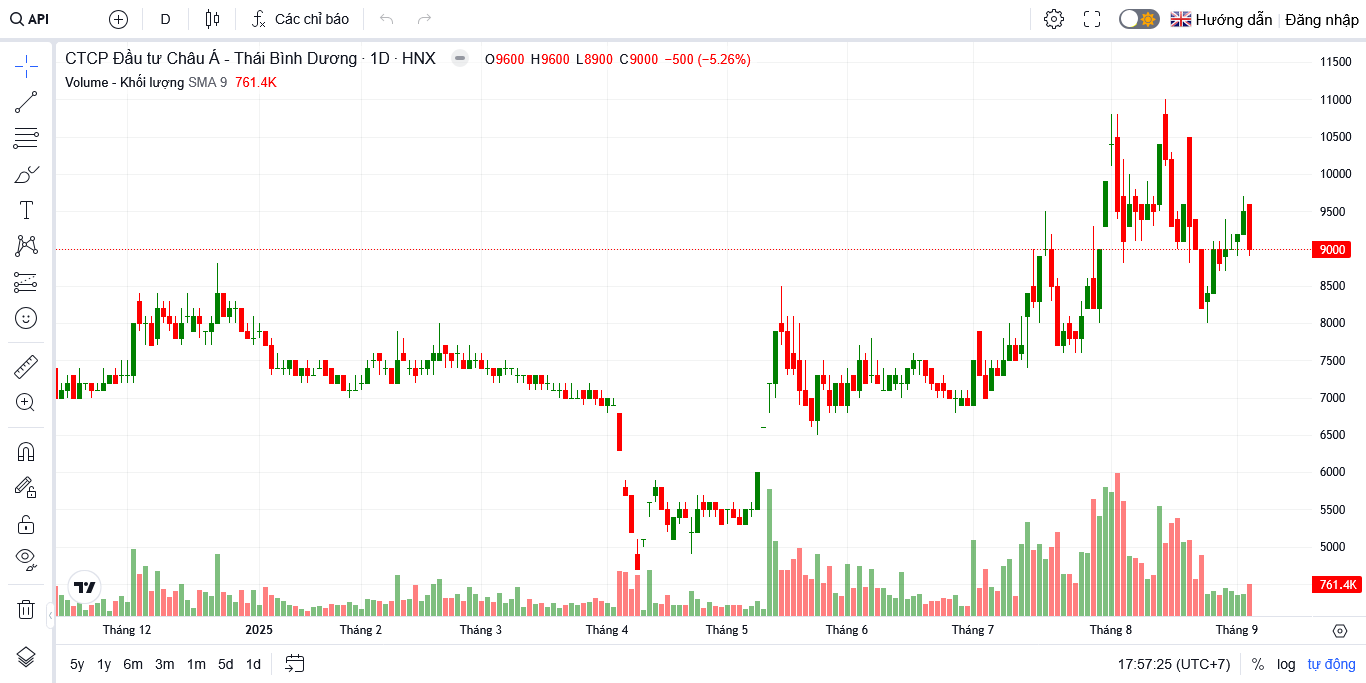 API D Các chỉ báo Hướng dẫn Đăng nhập
CTCP Đầu tư Châu Á - Thái Bình Dương · 1D · HNX O9600 H9600 L8900 C9000 −500 (−5.26%)
Volume - Khối lượng SMA 9 761.4K
11500
11000
10500
10000
9500
9000
8500
8000
7500
7000
6500
6000
5500
5000
761.4K
Tháng 12 2025 Tháng 2 Tháng 3 Tháng 4 Tháng 5 Tháng 6 Tháng 7 Tháng 8 Tháng 9
5y 1y 6m 3m 1m 5d 1d 17:57:25 (UTC+7) % log tự động